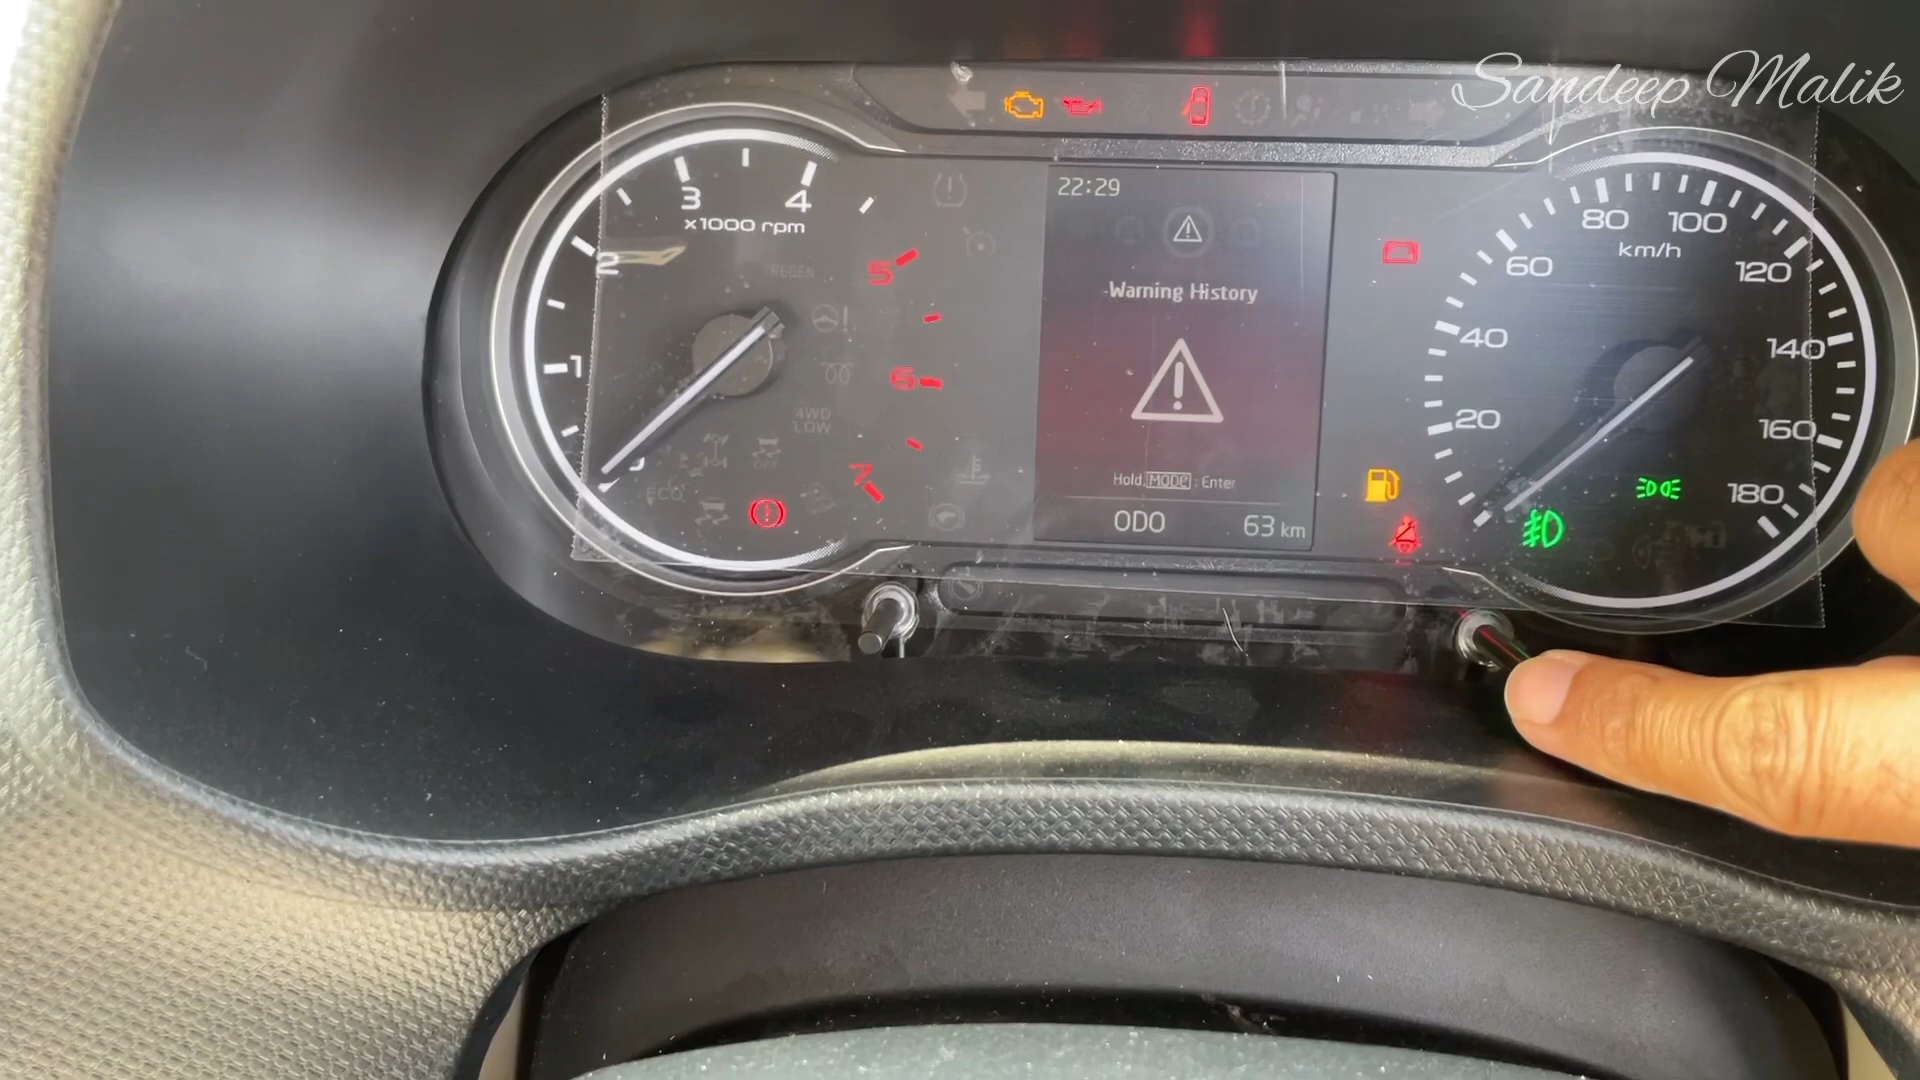 Sandeep Malik
22:29
Warning History
Hold MODE : Enter
ODO 63 km
1 2 3 4 5 6 7
x1000 rpm
REGEN
4WD
LOW
OFF
ECO
20 40 60 80 100 120 140 160 180
km/h